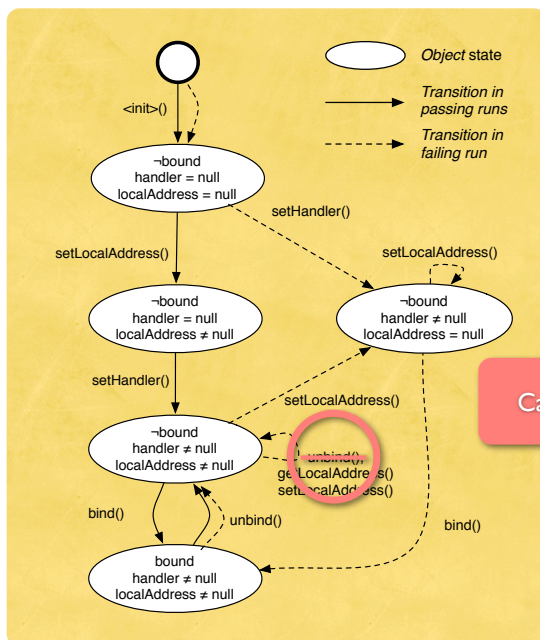 Object state
<init>()
Transition in
passing runs
Transition in
failing run
¬bound
handler = null
localAddress = null
setHandler()
setLocalAddress()
setLocalAddress()
¬bound
handler = null
localAddress ≠ null
¬bound
handler ≠ null
localAddress = null
setHandler()
setLocalAddress()
Ca
¬bound
handler ≠ null
localAddress ≠ null
unbind(),
getLocalAddress()
setLocalAddress()
bind()
unbind()
bind()
bound
handler ≠ null
localAddress ≠ null